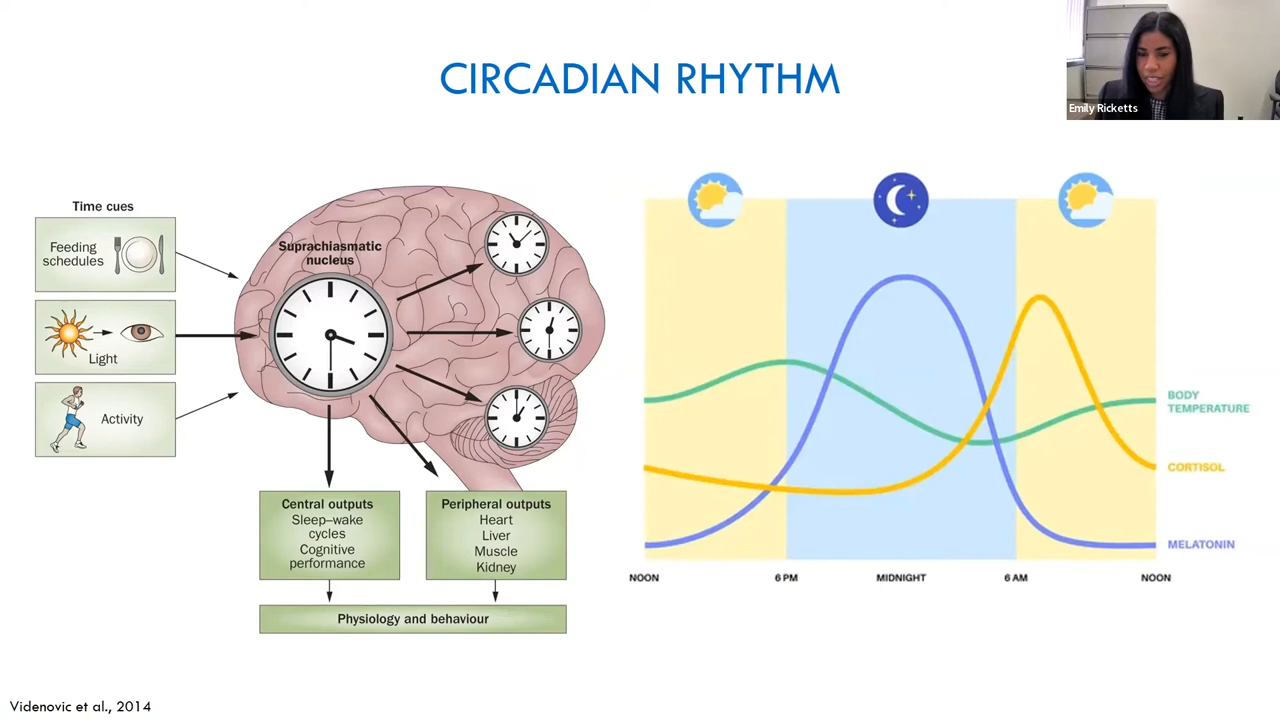 CIRCADIAN RHYTHM
Emily Ricketts
Time cues
Feeding
schedules
Light
Activity
Suprachiasmatic
nucleus
Central outputs
Sleep–wake
cycles
Cognitive
performance
Peripheral outputs
Heart
Liver
Muscle
Kidney
Physiology and behaviour
BODY
TEMPERATURE
CORTISOL
MELATONIN
NOON
6 PM
MIDNIGHT
6 AM
NOON
Videnovic et al., 2014